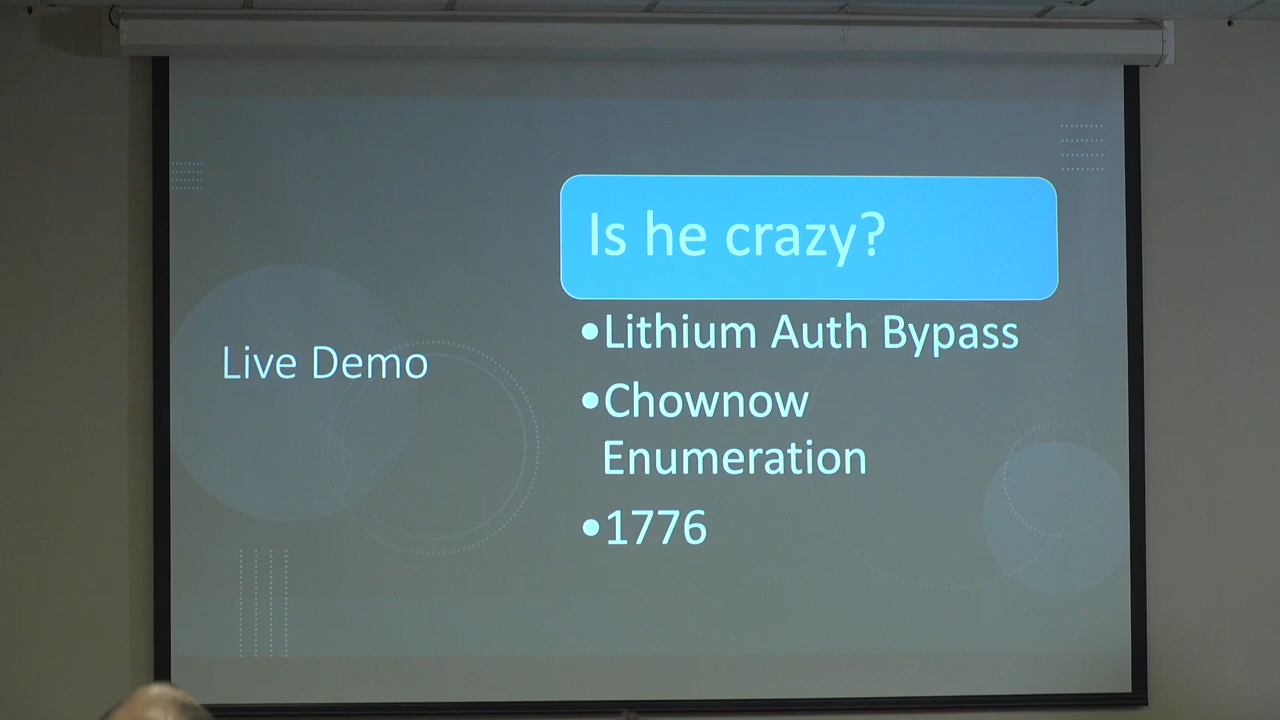 Live Demo
Is he crazy?
•Lithium Auth Bypass
•Chownow
Enumeration
•1776